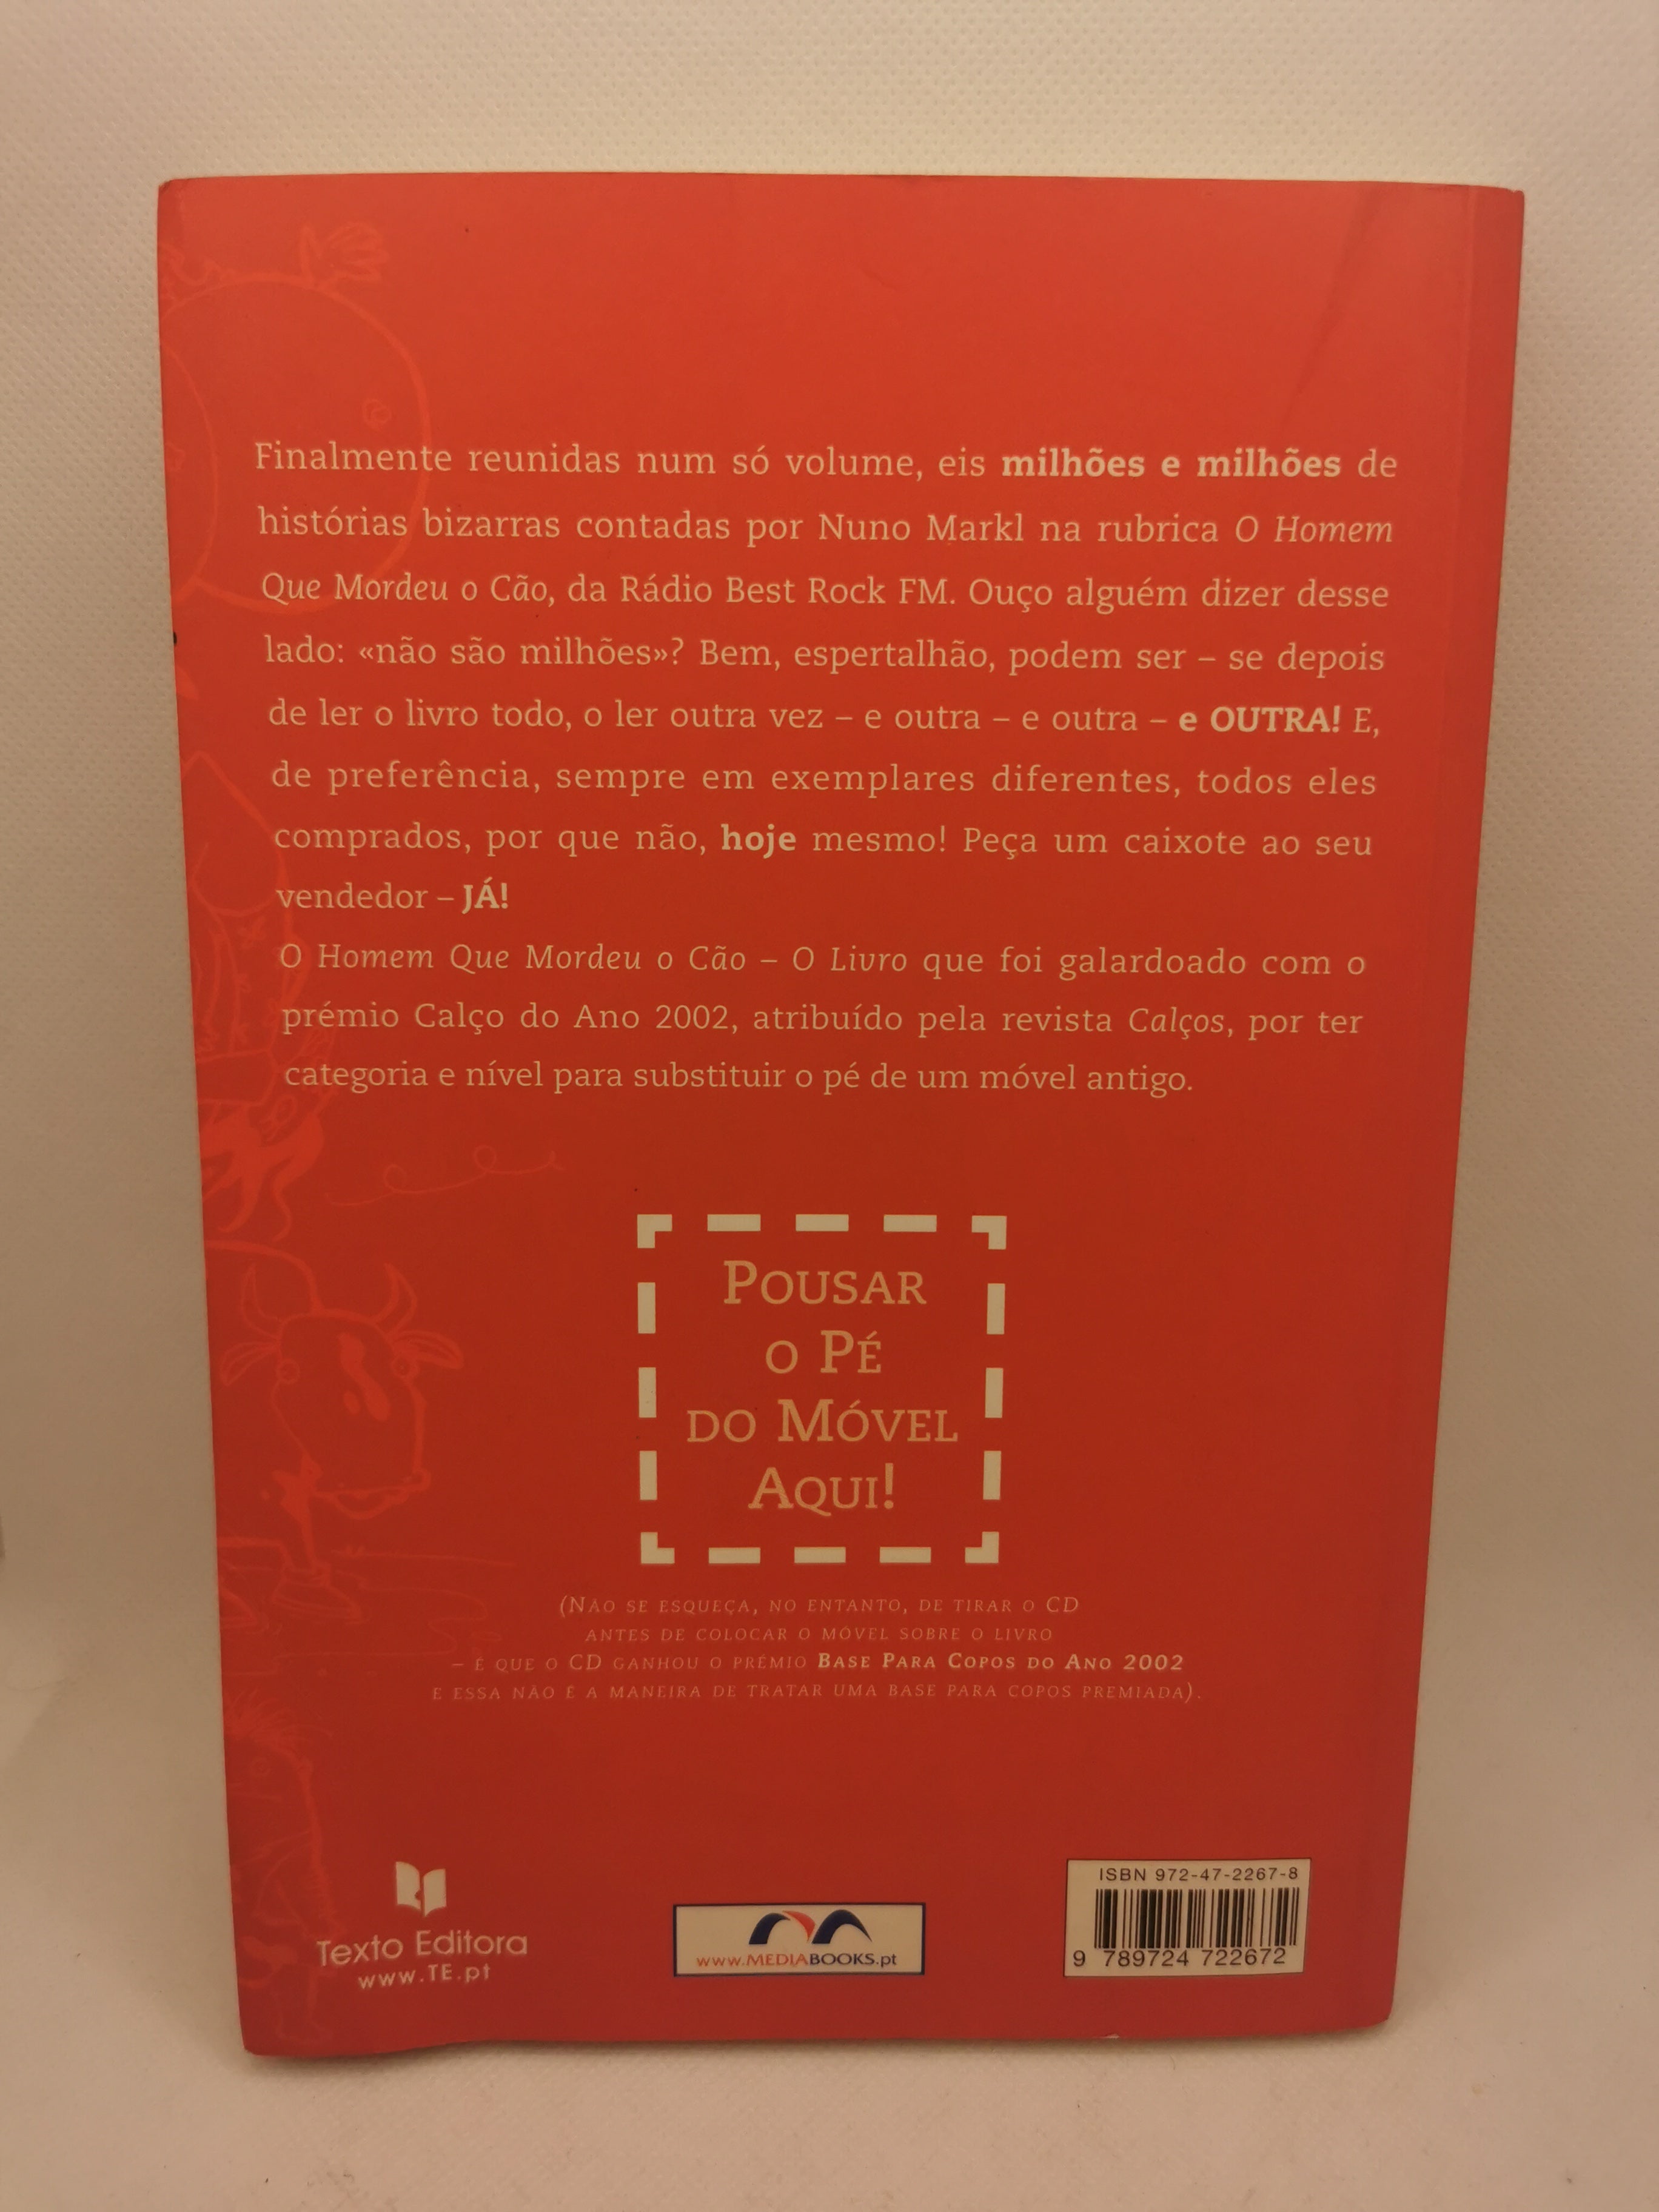 Finalmente reunidas num só volume, eis milhões e milhões de
histórias bizarras contadas por Nuno Markl na rubrica O Homem
Que Mordeu o Cão, da Rádio Best Rock FM. Ouço alguém dizer desse
lado: «não são milhões»? Bem, espertalhão, podem ser – se depois
de ler o livro todo, o ler outra vez – e outra – e outra – e OUTRA! E,
de preferência, sempre em exemplares diferentes, todos eles
comprados, por que não, hoje mesmo! Peça um caixote ao seu
vendedor – JÁ!
O Homem Que Mordeu o Cão – O Livro que foi galardoado com o
prémio Calço do Ano 2002, atribuído pela revista Calços, por ter
categoria e nível para substituir o pé de um móvel antigo.
POUSAR
O PÉ
DO MÓVEL
AQUI!
(NÃO SE ESQUEÇA, NO ENTANTO, DE TIRAR O CD
ANTES DE COLOCAR O MÓVEL SOBRE O LIVRO
– É QUE O CD GANHOU O PRÉMIO BASE PARA COPOS DO ANO 2002
E ESSA NÃO É A MANEIRA DE TRATAR UMA BASE PARA COPOS PREMIADA).
Texto Editora
www.TE.pt
www.MEDIABOOKS.pt
ISBN 972-47-2267-8
9 789724 722672